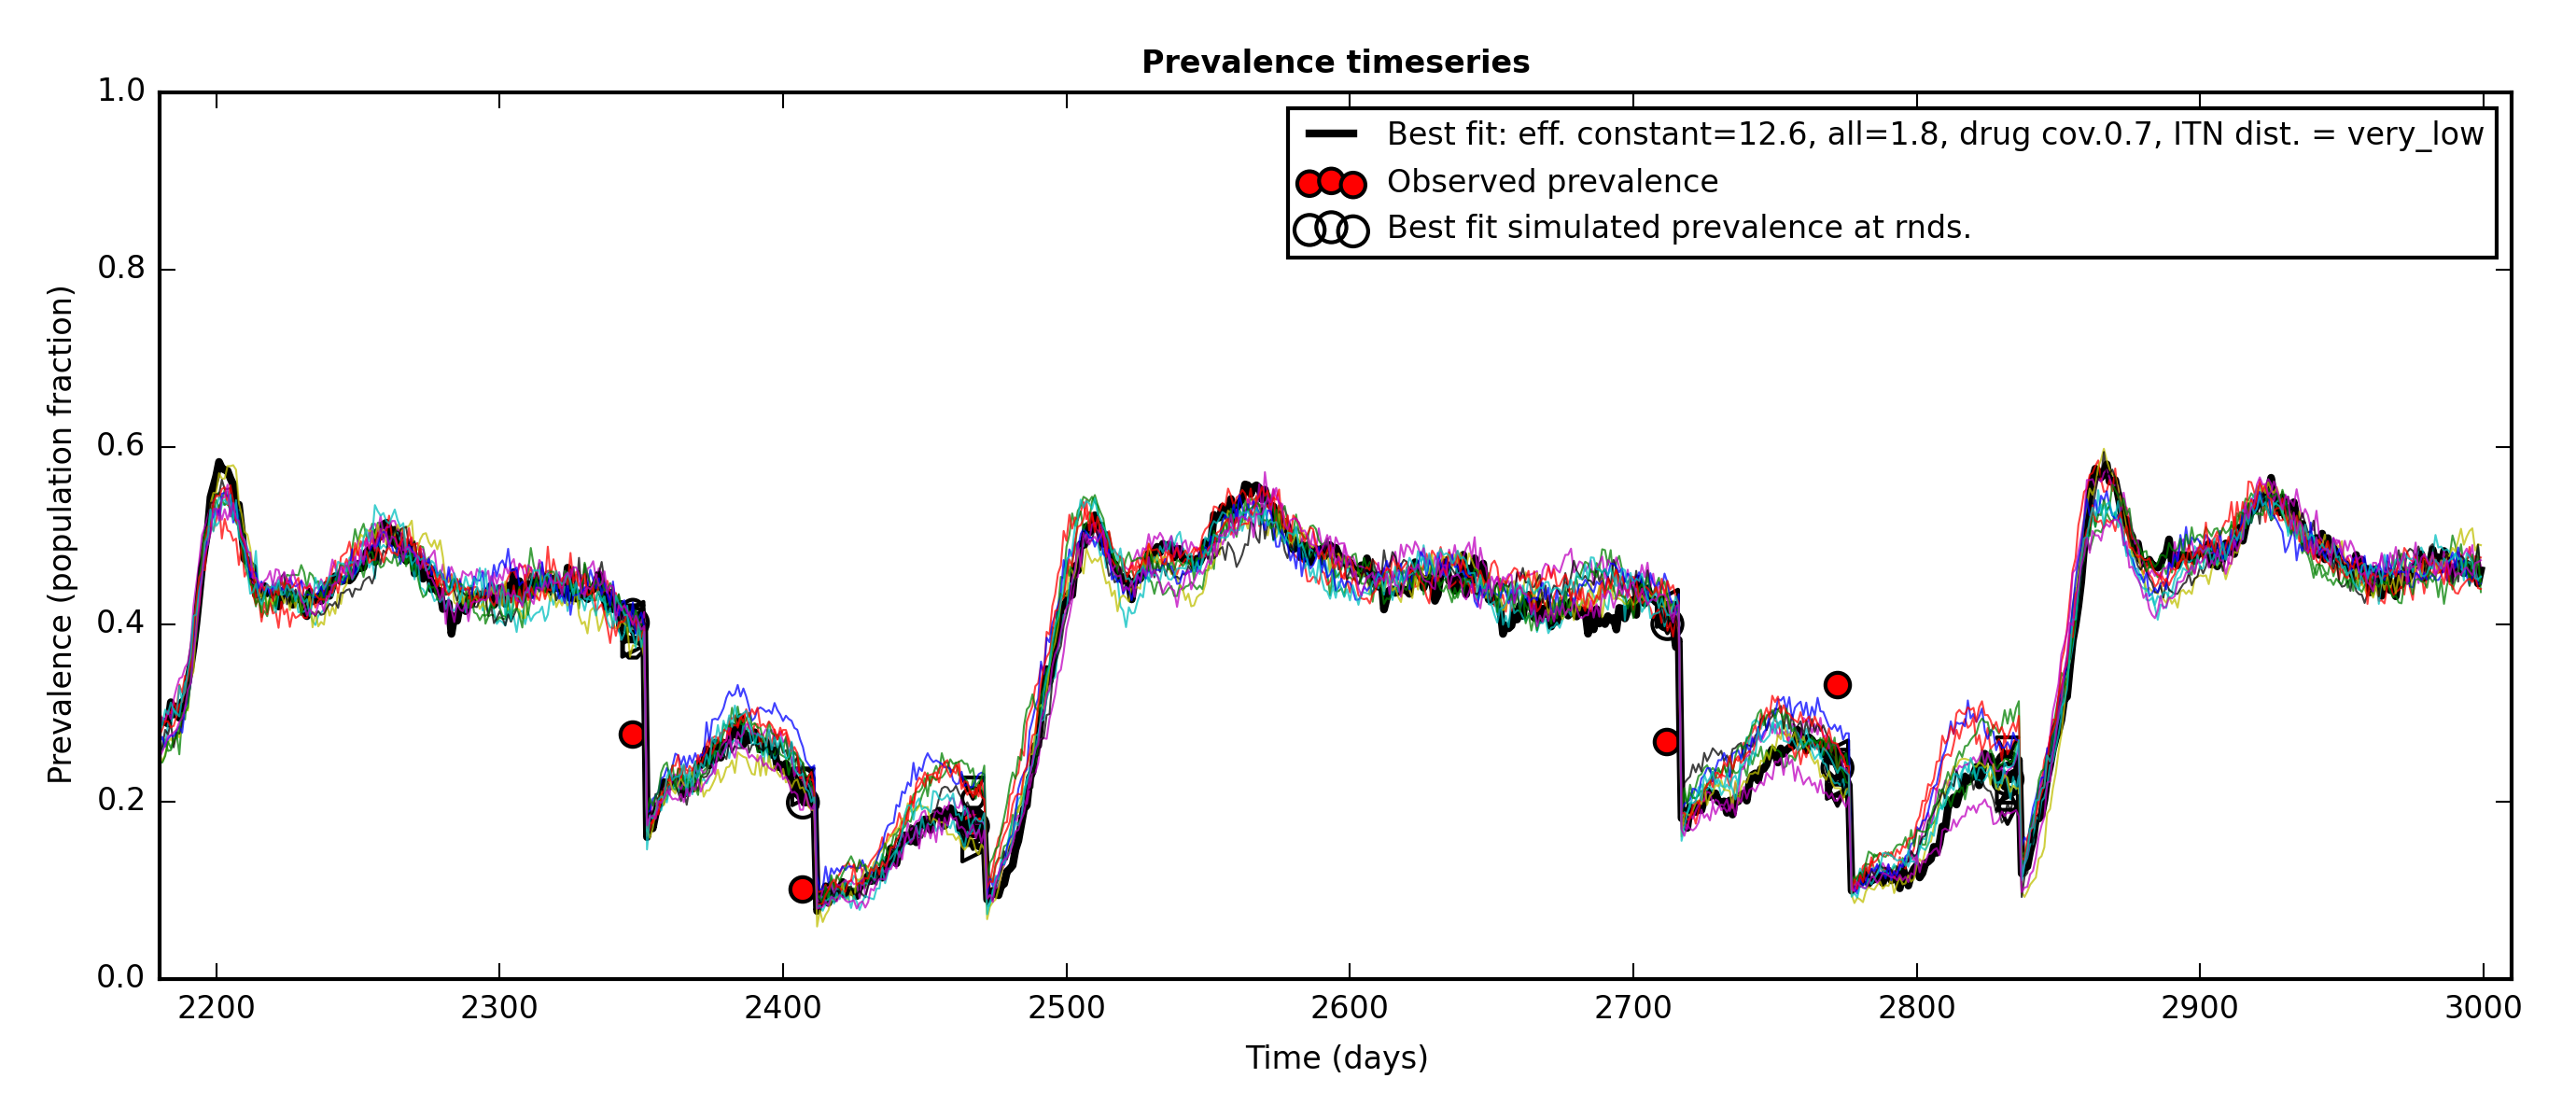 Prevalence timeseries
Best fit: eff. constant=12.6, all=1.8, drug cov.0.7, ITN dist. = very_low
Observed prevalence
Best fit simulated prevalence at rnds.
Prevalence (population fraction)
1.0
0.8
0.6
0.4
0.2
0.0
2200 2300 2400 2500 2600 2700 2800 2900 3000
Time (days)